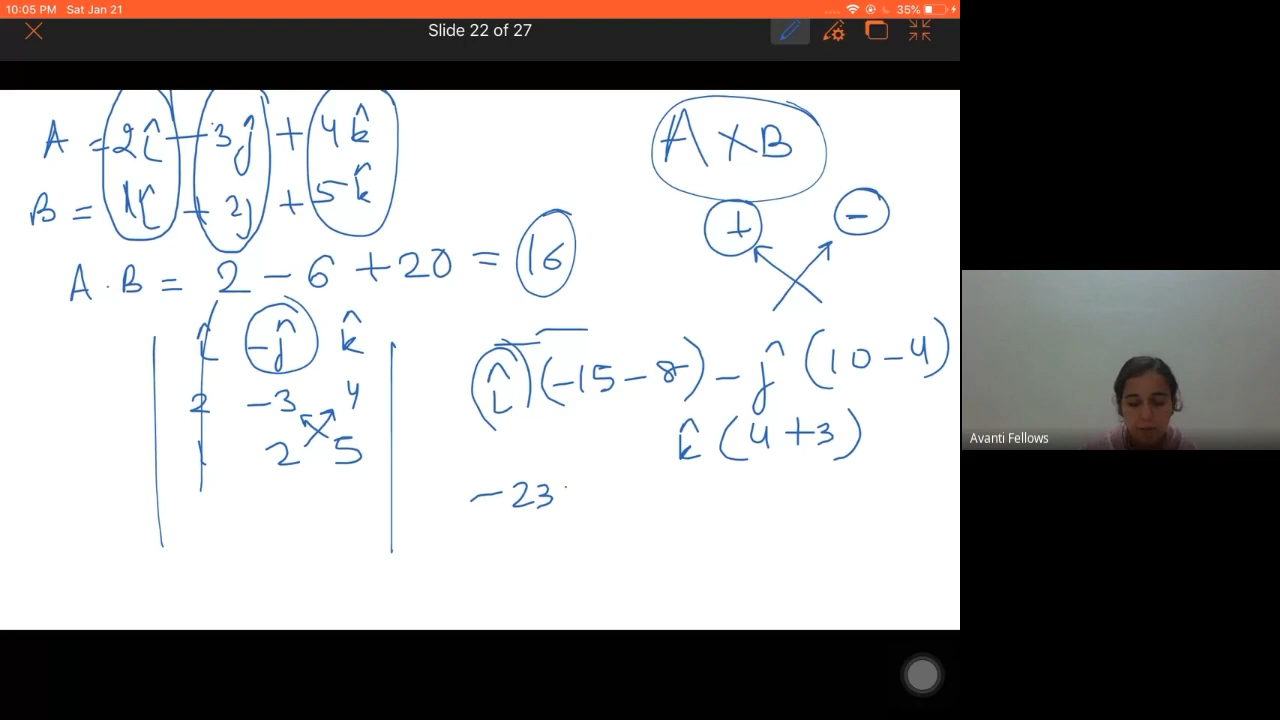 10:05 PM Sat Jan 21
35%
Slide 22 of 27
A = 2î - 3ĵ + 4k̂
B = 1î + 2j + 5k̂
A × B
+ -
A . B = 2 - 6 + 20 = 16
î -ĵ k̂
2 -3 4
1 2 5
î (-15 - 8) - ĵ (10 - 4)
k̂ (4 + 3)
-23
Avanti Fellows